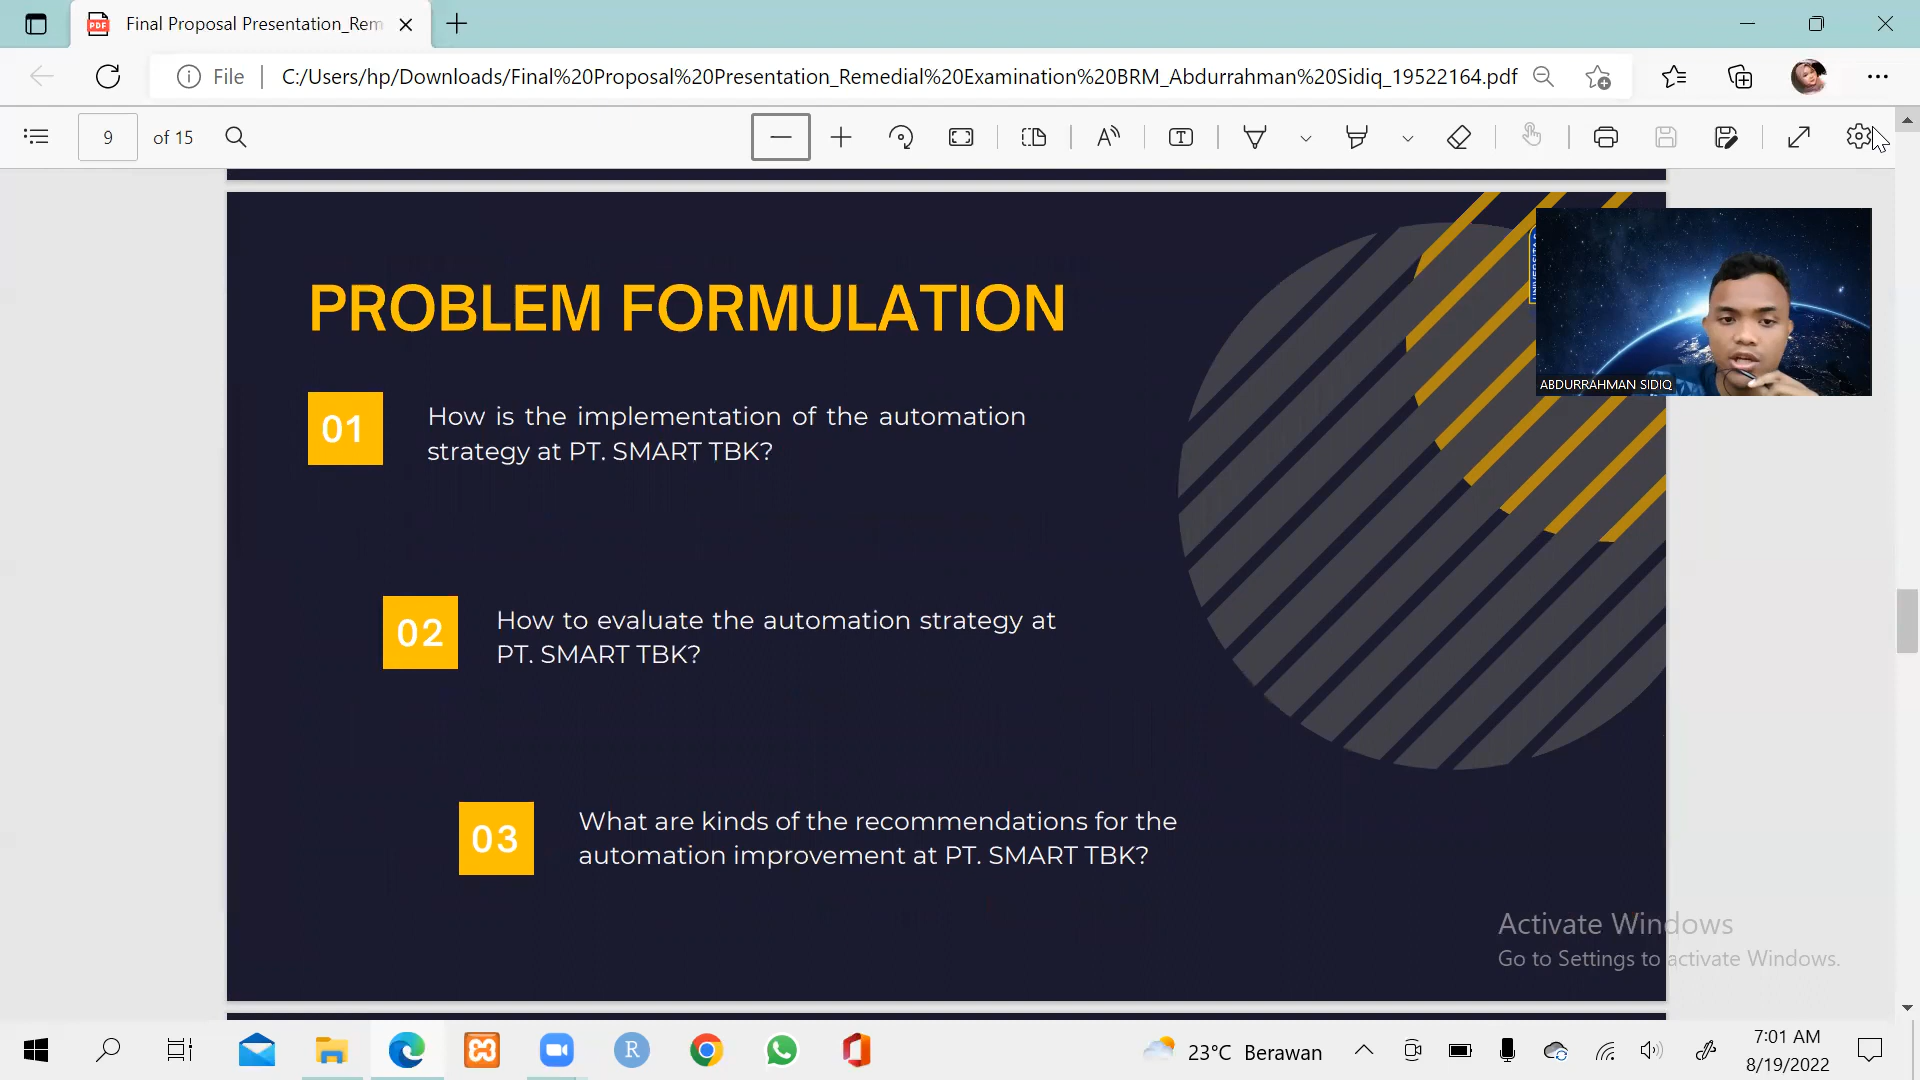 Final Proposal Presentation_Rem
File
C:/Users/hp/Downloads/Final%20Proposal%20Presentation_Remedial%20Examination%20BRM_Abdurrahman%20Sidiq_19522164.pdf
9 of 15
PROBLEM FORMULATION
01
How is the implementation of the automation
strategy at PT. SMART TBK?
02
How to evaluate the automation strategy at
PT. SMART TBK?
03
What are kinds of the recommendations for the
automation improvement at PT. SMART TBK?
ABDURRAHMAN SIDIQ
Activate Windows
Go to Settings to activate Windows.
23°C Berawan
7:01 AM
8/19/2022